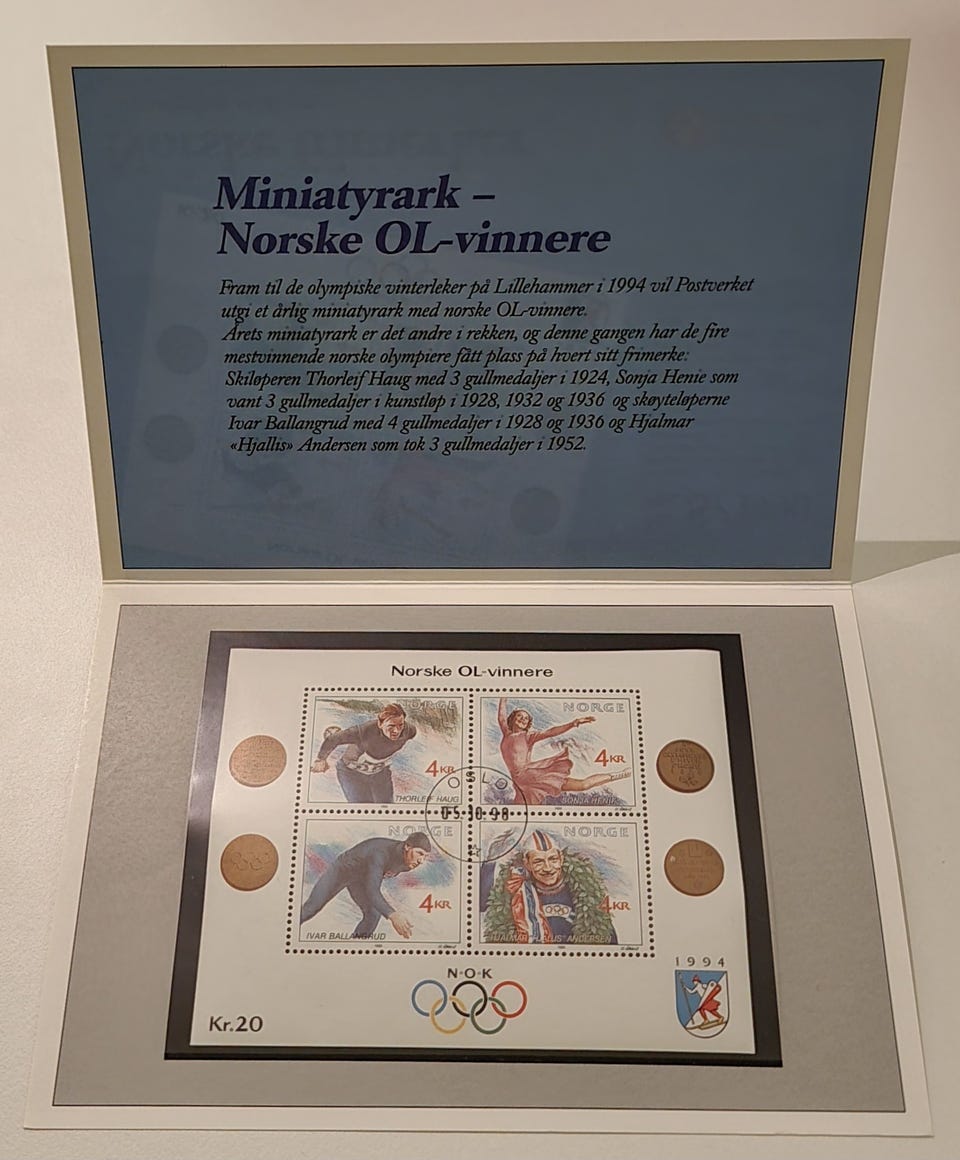 Miniatyrark –
Norske OL-vinnere
Fram til de olympiske vinterleker på Lillehammer i 1994 vil Postverket
utgi et årlig miniatyrark med norske OL-vinnere.
Årets miniatyrark er det andre i rekken, og denne gangen har de fire
mestvinnende norske olympiere fått plass på hvert sitt frimerke:
Skiløperen Thorleif Haug med 3 gullmedaljer i 1924, Sonja Henie som
vant 3 gullmedaljer i kunstløp i 1928, 1932 og 1936 og skøyteløperne
Ivar Ballangrud med 4 gullmedaljer i 1928 og 1936 og Hjalmar
«Hjallis» Andersen som tok 3 gullmedaljer i 1952.
Norske OL-vinnere
NORGE
4KR
THORLEIF HAUG
NORGE
4KR
SONJA HENIE
OSLO
NORGE
4KR
IVAR BALLANGRUD
NORGE
4KR
HJALMAR "HJALLIS" ANDERSEN
N·O·K
Kr.20
1994